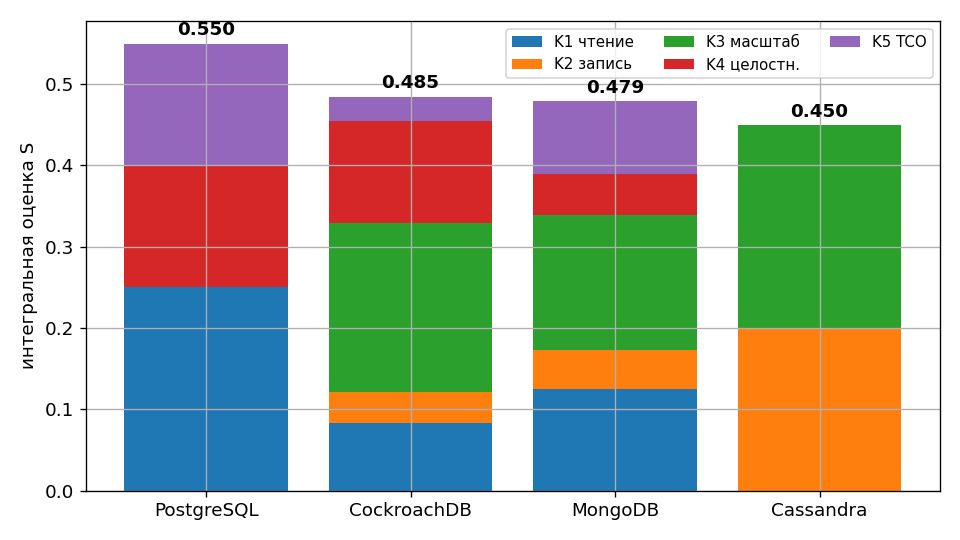 0.550
0.485
0.479
0.450
K1 чтение
K2 запись
K3 масштаб
K4 целостн.
K5 TCO
интегральная оценка S
0.5
0.4
0.3
0.2
0.1
0.0
PostgreSQL
CockroachDB
MongoDB
Cassandra